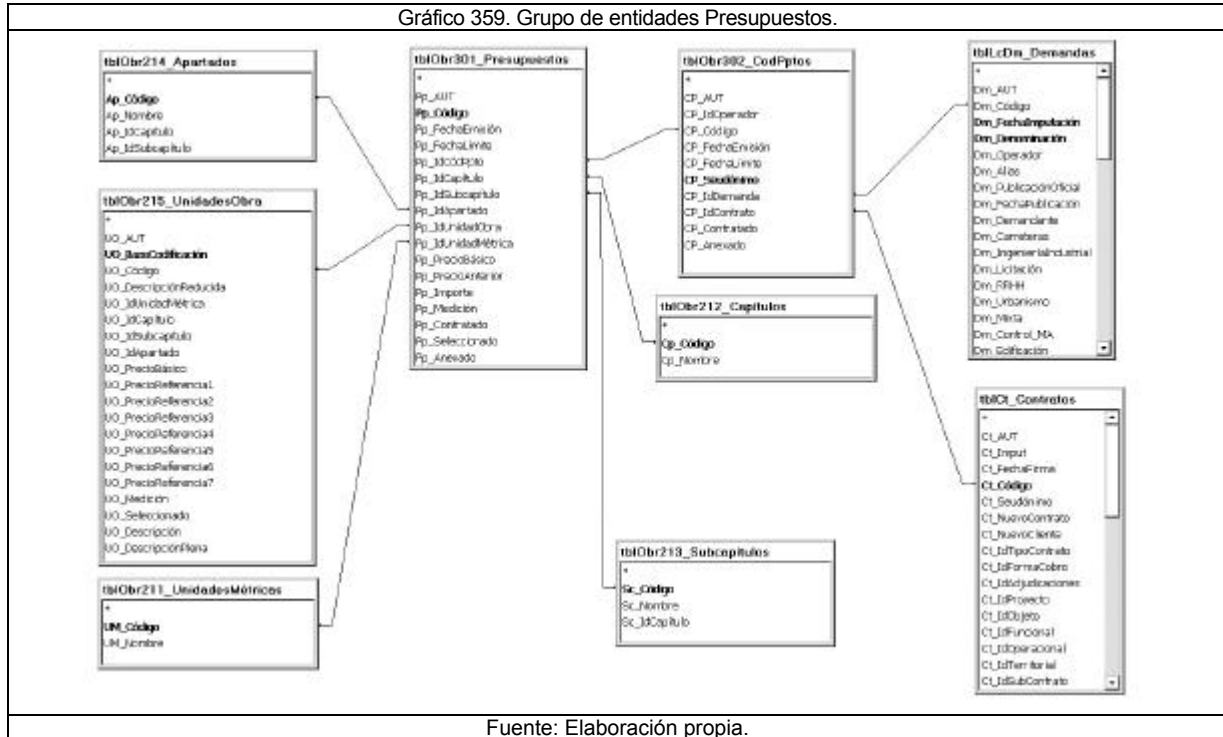 Gráfico 359. Grupo de entidades Presupuestos.
tblObr214_Apartados
*
Ap_Código
Ap_Nombre
Ap_IdCapítulo
Ap_IdSubcapítulo
tblObr215_UnidadesObra
*
UO_AUT
UO_BaseCodificación
UO_Código
UO_DescripciónReducida
UO_IdUnidadMétrica
UO_IdCapítulo
UO_IdSubcapítulo
UO_IdApartado
UO_PrecioBásico
UO_PrecioReferencia1
UO_PrecioReferencia2
UO_PrecioReferencia3
UO_PrecioReferencia4
UO_PrecioReferencia5
UO_PrecioReferencia6
UO_PrecioReferencia7
UO_Medición
UO_Seleccionado
UO_Descripción
UO_DescripciónPlena
tblObr211_UnidadesMétricas
*
UM_Código
UM_Nombre
tblObr301_Presupuestos
*
Pp_AUT
Pp_Código
Pp_FechaEmisión
Pp_FechaLímite
Pp_IdCódPpto
Pp_IdCapítulo
Pp_IdSubcapítulo
Pp_IdApartado
Pp_IdUnidadObra
Pp_IdUnidadMétrica
Pp_PrecioBásico
Pp_PrecioAnterior
Pp_Importe
Pp_Medición
Pp_Contratado
Pp_Seleccionado
Pp_Anexado
tblObr302_CodPptos
*
CP_AUT
CP_IdOperador
CP_Código
CP_FechaEmisión
CP_FechaLímite
CP_Seudónimo
CP_IdDemanda
CP_IdContrato
CP_Contratado
CP_Anexado
tblObr212_Capítulos
*
Cp_Código
Cp_Nombre
tblObr213_Subcapítulos
*
Sc_Código
Sc_Nombre
Sc_IdCapítulo
tblLcDm_Demandas
*
Dm_AUT
Dm_Código
Dm_FechaImputación
Dm_Denominación
Dm_Operador
Dm_Alias
Dm_PublicaciónOficial
Dm_FechaPublicación
Dm_Demandante
Dm_Carreteras
Dm_IngenieríaIndustrial
Dm_Licitación
Dm_RRHH
Dm_Urbanismo
Dm_Mixta
Dm_Control_MA
Dm_Edificación
tblCt_Contratos
*
Ct_AUT
Ct_Input
Ct_FechaFirma
Ct_Código
Ct_Seudónimo
Ct_NuevoContrato
Ct_NuevoCliente
Ct_IdTipoContrato
Ct_IdFormaCobro
Ct_IdAdjudicaciones
Ct_IdProyecto
Ct_IdObjeto
Ct_IdFuncional
Ct_IdOperacional
Ct_IdTerritorial
Ct_IdSubContrato
Fuente: Elaboración propia.